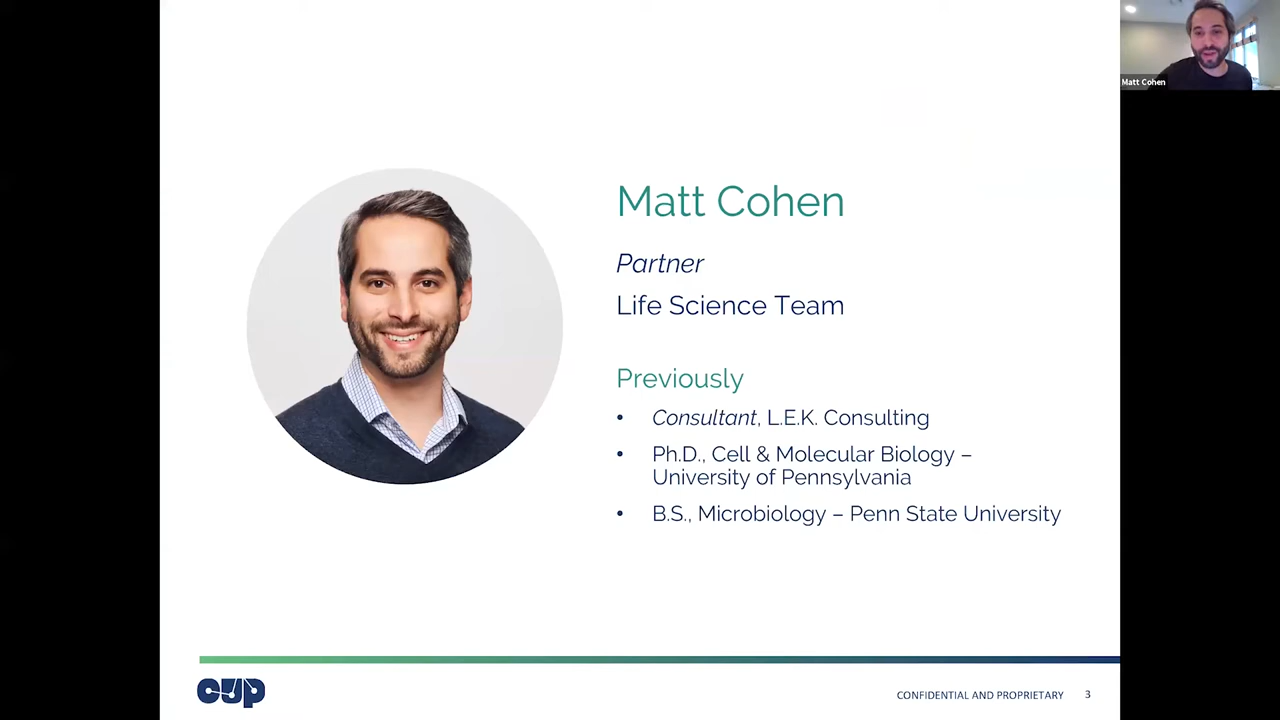 Matt Cohen
Matt Cohen
Partner
Life Science Team
Previously
• Consultant, L.E.K. Consulting
• Ph.D., Cell & Molecular Biology –
University of Pennsylvania
• B.S., Microbiology – Penn State University
CUP
CONFIDENTIAL AND PROPRIETARY 3